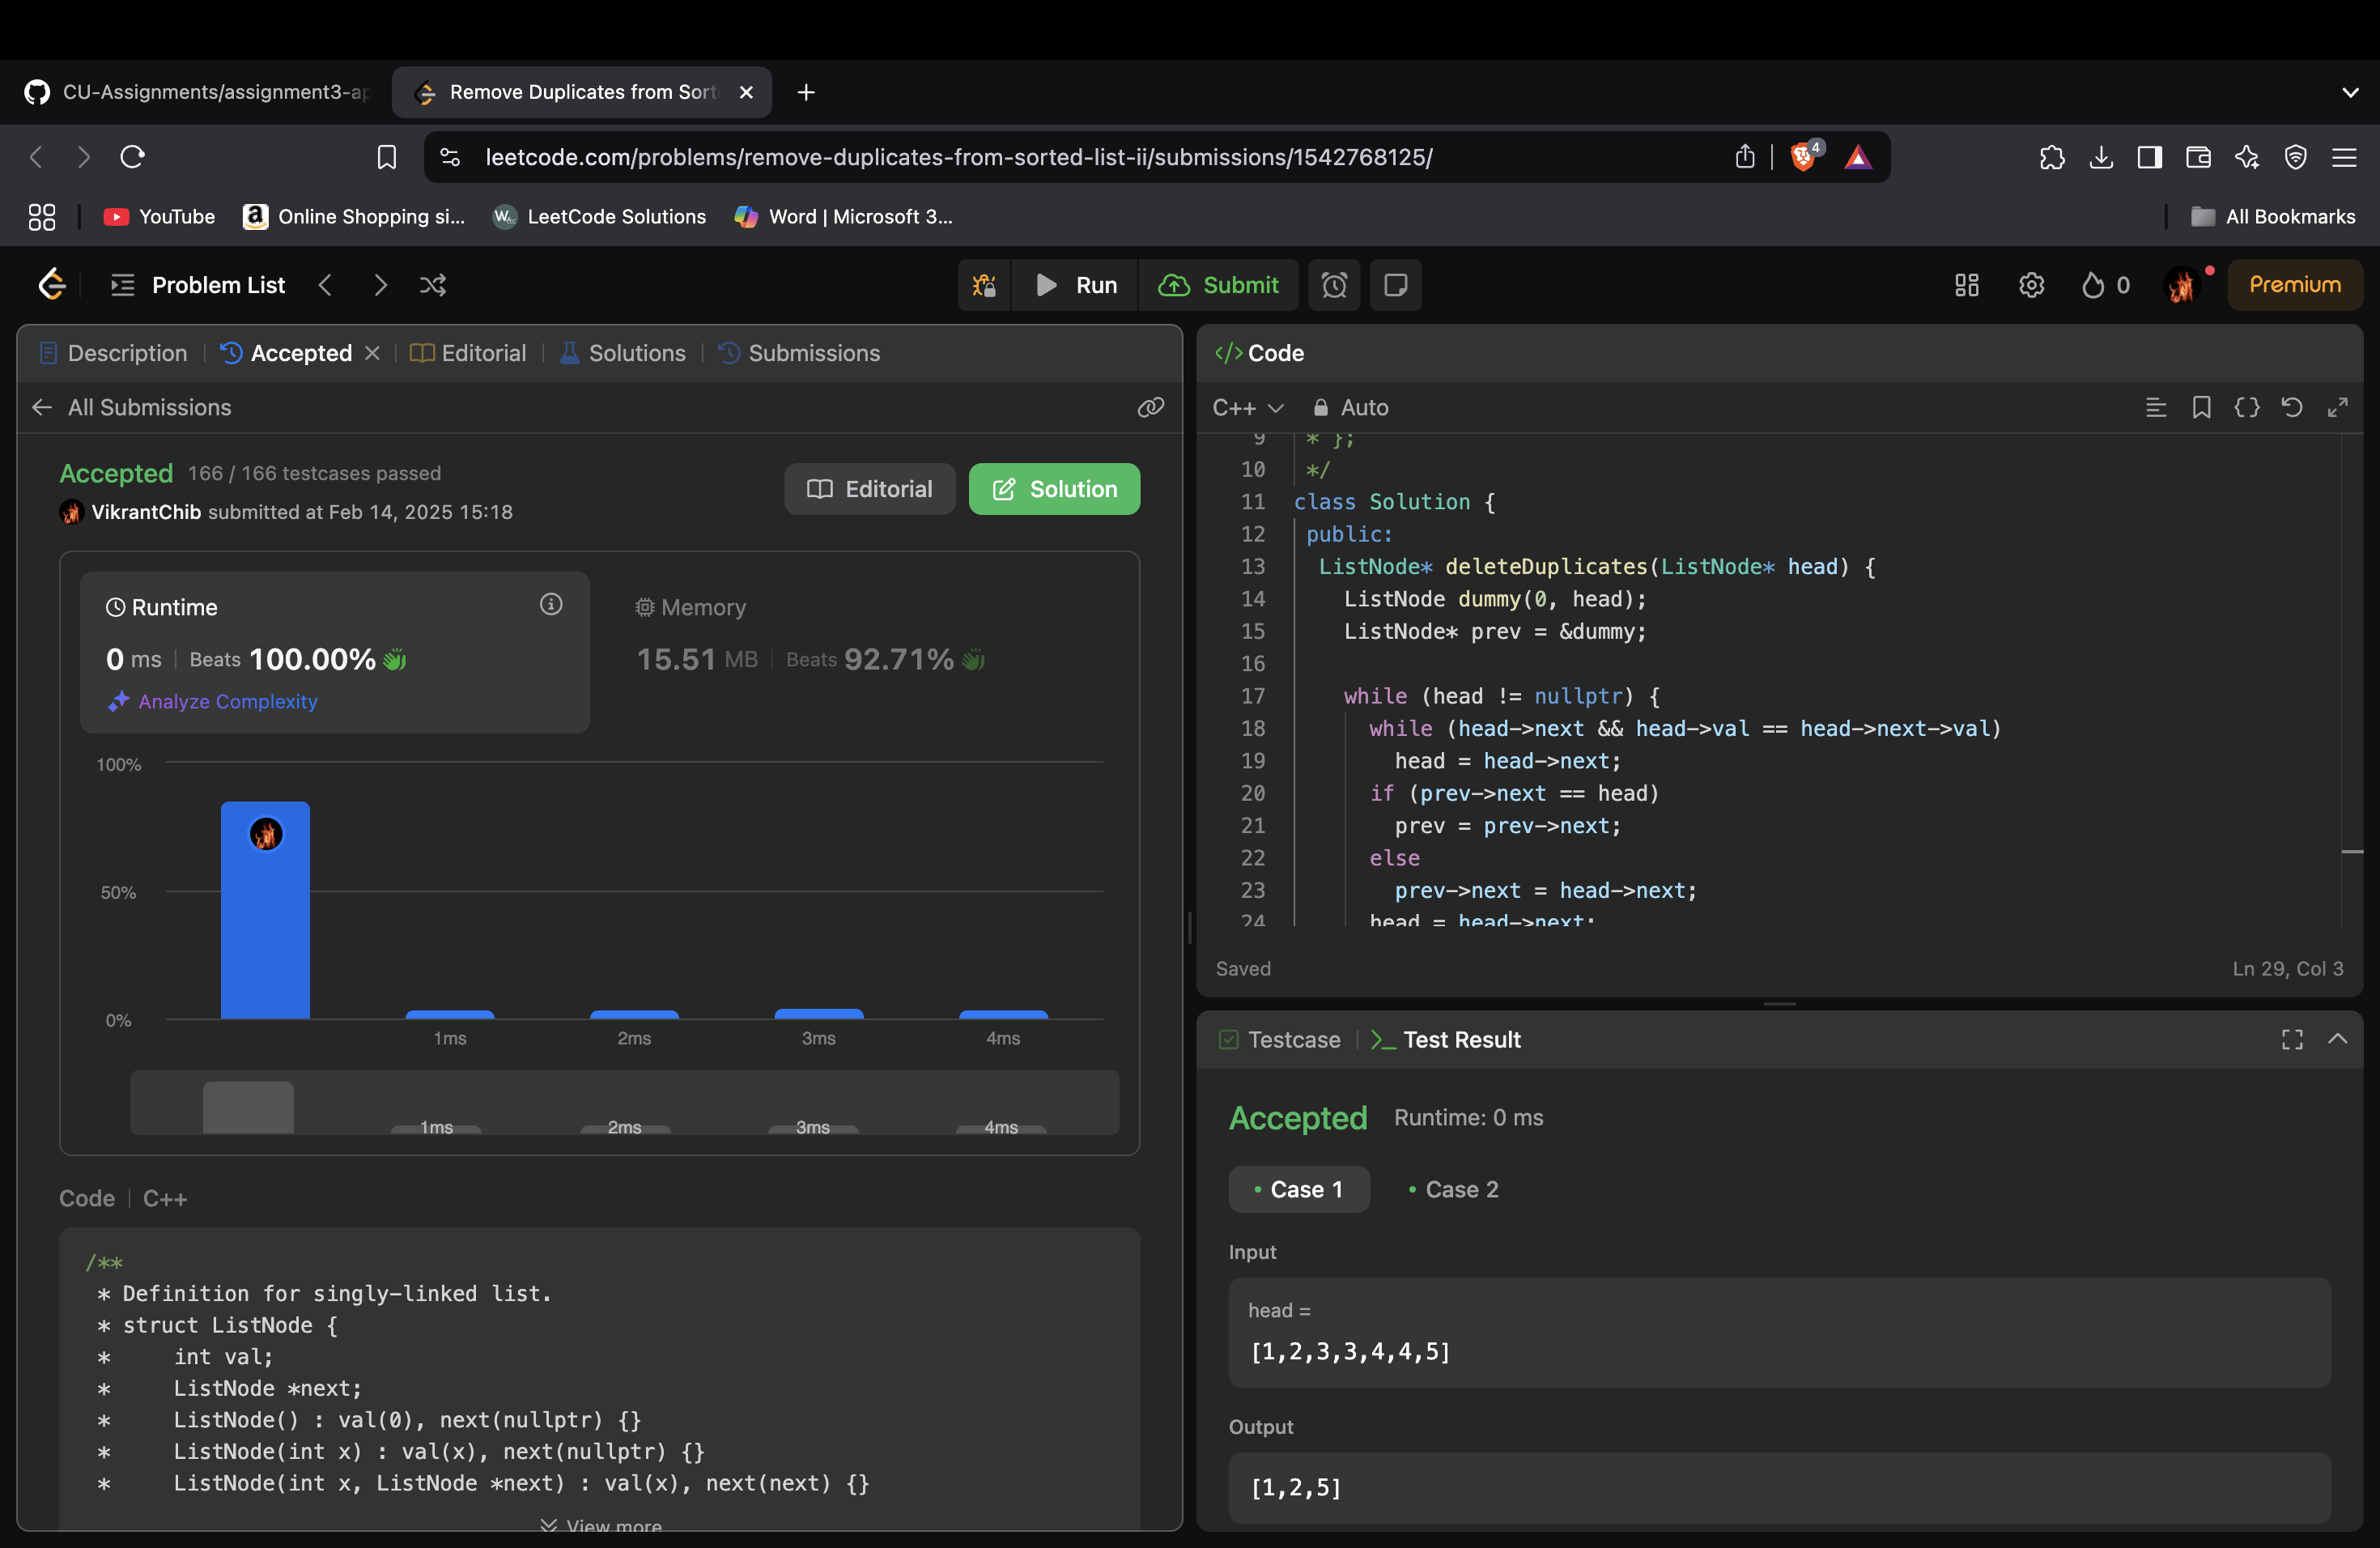 CU-Assignments/assignment3-ap
Remove Duplicates from Sort
leetcode.com/problems/remove-duplicates-from-sorted-list-ii/submissions/1542768125/
4
YouTube
Online Shopping si...
LeetCode Solutions
Word | Microsoft 3...
All Bookmarks
Problem List
Run
Submit
0
Premium
Description
Accepted
Editorial
Solutions
Submissions
All Submissions
Accepted 166 / 166 testcases passed
VikrantChib submitted at Feb 14, 2025 15:18
Editorial
Solution
Runtime
0 ms | Beats 100.00%
Analyze Complexity
Memory
15.51 MB | Beats 92.71%
100%
50%
0%
1ms 2ms 3ms 4ms
1ms 2ms 3ms 4ms
Code | C++
/**
* Definition for singly-linked list.
* struct ListNode {
*     int val;
*     ListNode *next;
*     ListNode() : val(0), next(nullptr) {}
*     ListNode(int x) : val(x), next(nullptr) {}
*     ListNode(int x, ListNode *next) : val(x), next(next) {}
View more
</> Code
C++ Auto
9 * };
10 */
11 class Solution {
12 public:
13 ListNode* deleteDuplicates(ListNode* head) {
14 ListNode dummy(0, head);
15 ListNode* prev = &dummy;
16
17 while (head != nullptr) {
18 while (head->next && head->val == head->next->val)
19 head = head->next;
20 if (prev->next == head)
21 prev = prev->next;
22 else
23 prev->next = head->next;
24 head = head->next;
Saved
Ln 29, Col 3
Testcase
Test Result
Accepted Runtime: 0 ms
Case 1
Case 2
Input
head =
[1,2,3,3,4,4,5]
Output
[1,2,5]